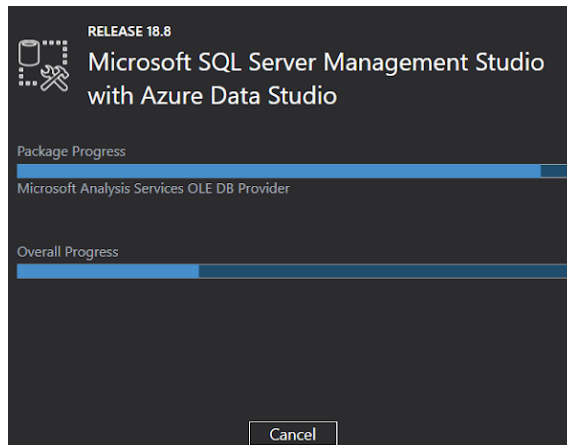 RELEASE 18.8
Microsoft SQL Server Management Studio
with Azure Data Studio
Package Progress
Microsoft Analysis Services OLE DB Provider
Overall Progress
Cancel